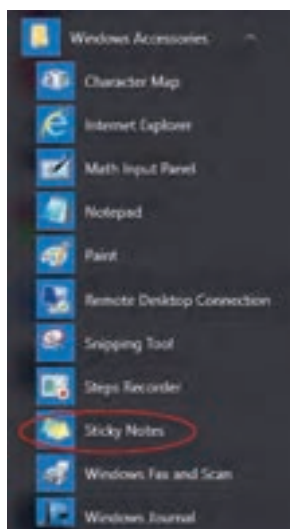 Windows Accessories
Character Map
Internet Explorer
Math Input Panel
Notepad
Paint
Remote Desktop Connection
Snipping Tool
Steps Recorder
Sticky Notes
Windows Fax and Scan
Windows Journal